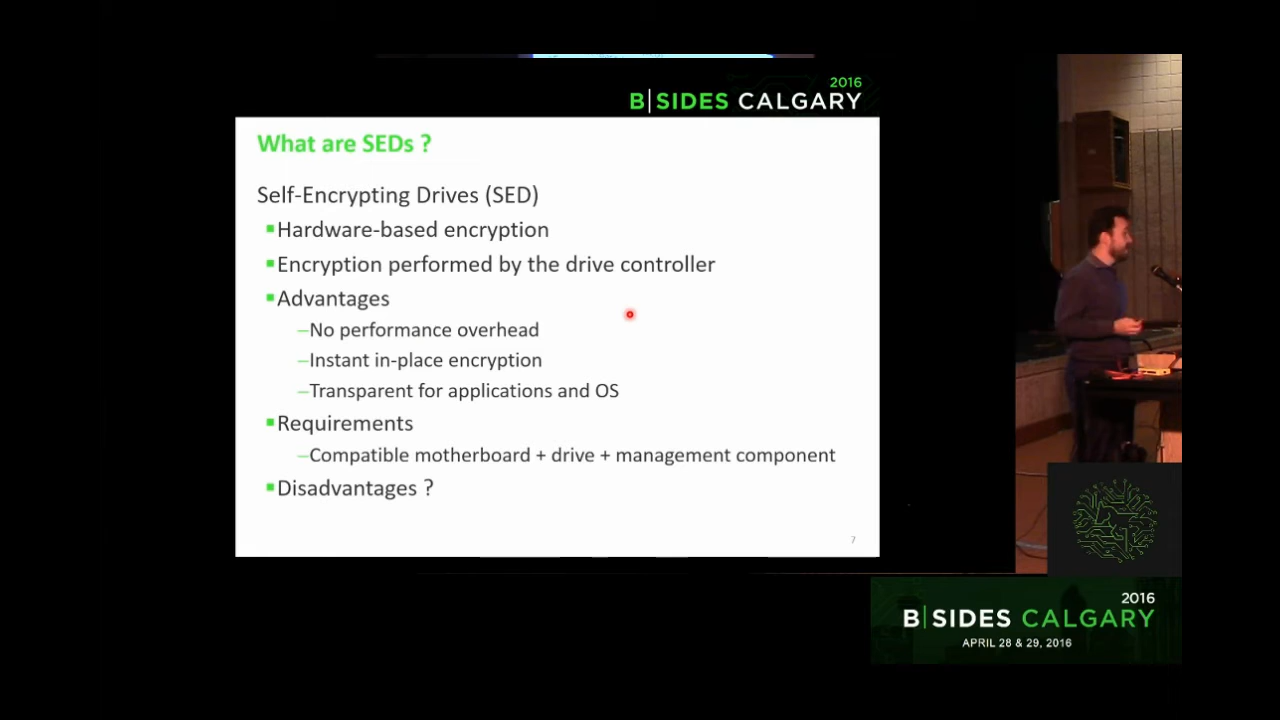 2016
B|SIDES CALGARY
What are SEDs ?
Self-Encrypting Drives (SED)
▪Hardware-based encryption
▪Encryption performed by the drive controller
▪Advantages
–No performance overhead
–Instant in-place encryption
–Transparent for applications and OS
▪Requirements
–Compatible motherboard + drive + management component
▪Disadvantages ?
7
2016
B|SIDES CALGARY
APRIL 28 & 29, 2016